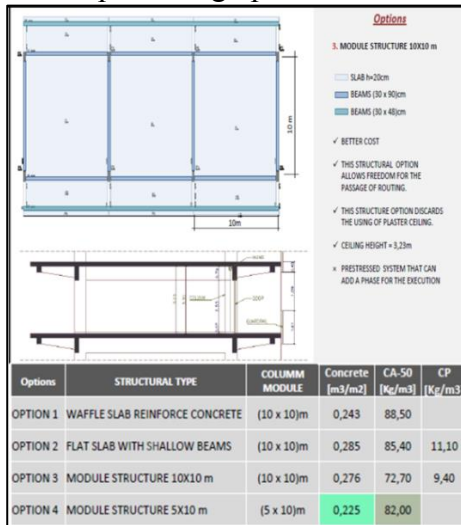 Options
3. MODULE STRUCTURE 10X10 m
SLAB h=20cm
BEAMS (30 x 90)cm
BEAMS (30 x 48)cm
✓ BETTER COST
✓ THIS STRUCTURAL OPTION
ALLOWS FREEDOM FOR THE
PASSAGE OF ROUTING.
✓ THIS STRUCTURE OPTION DISCARDS
THE USING OF PLASTER CEILING.
✓ CEILING HEIGHT = 3,23m
× PRESTRESSED SYSTEM THAT CAN
ADD A PHASE FOR THE EXECUTION
10 m
10m
Options STRUCTURAL TYPE COLUMM MODULE Concrete [m3/m2] CA-50 [Kg/m3] CP [Kg/m3]
OPTION 1 WAFFLE SLAB REINFORCE CONCRETE (10 x 10)m 0,243 88,50
OPTION 2 FLAT SLAB WITH SHALLOW BEAMS (10 x 10)m 0,285 85,40 11,10
OPTION 3 MODULE STRUCTURE 10X10 m (10 x 10)m 0,276 72,70 9,40
OPTION 4 MODULE STRUCTURE 5X10 m (5 x 10)m 0,225 82,00